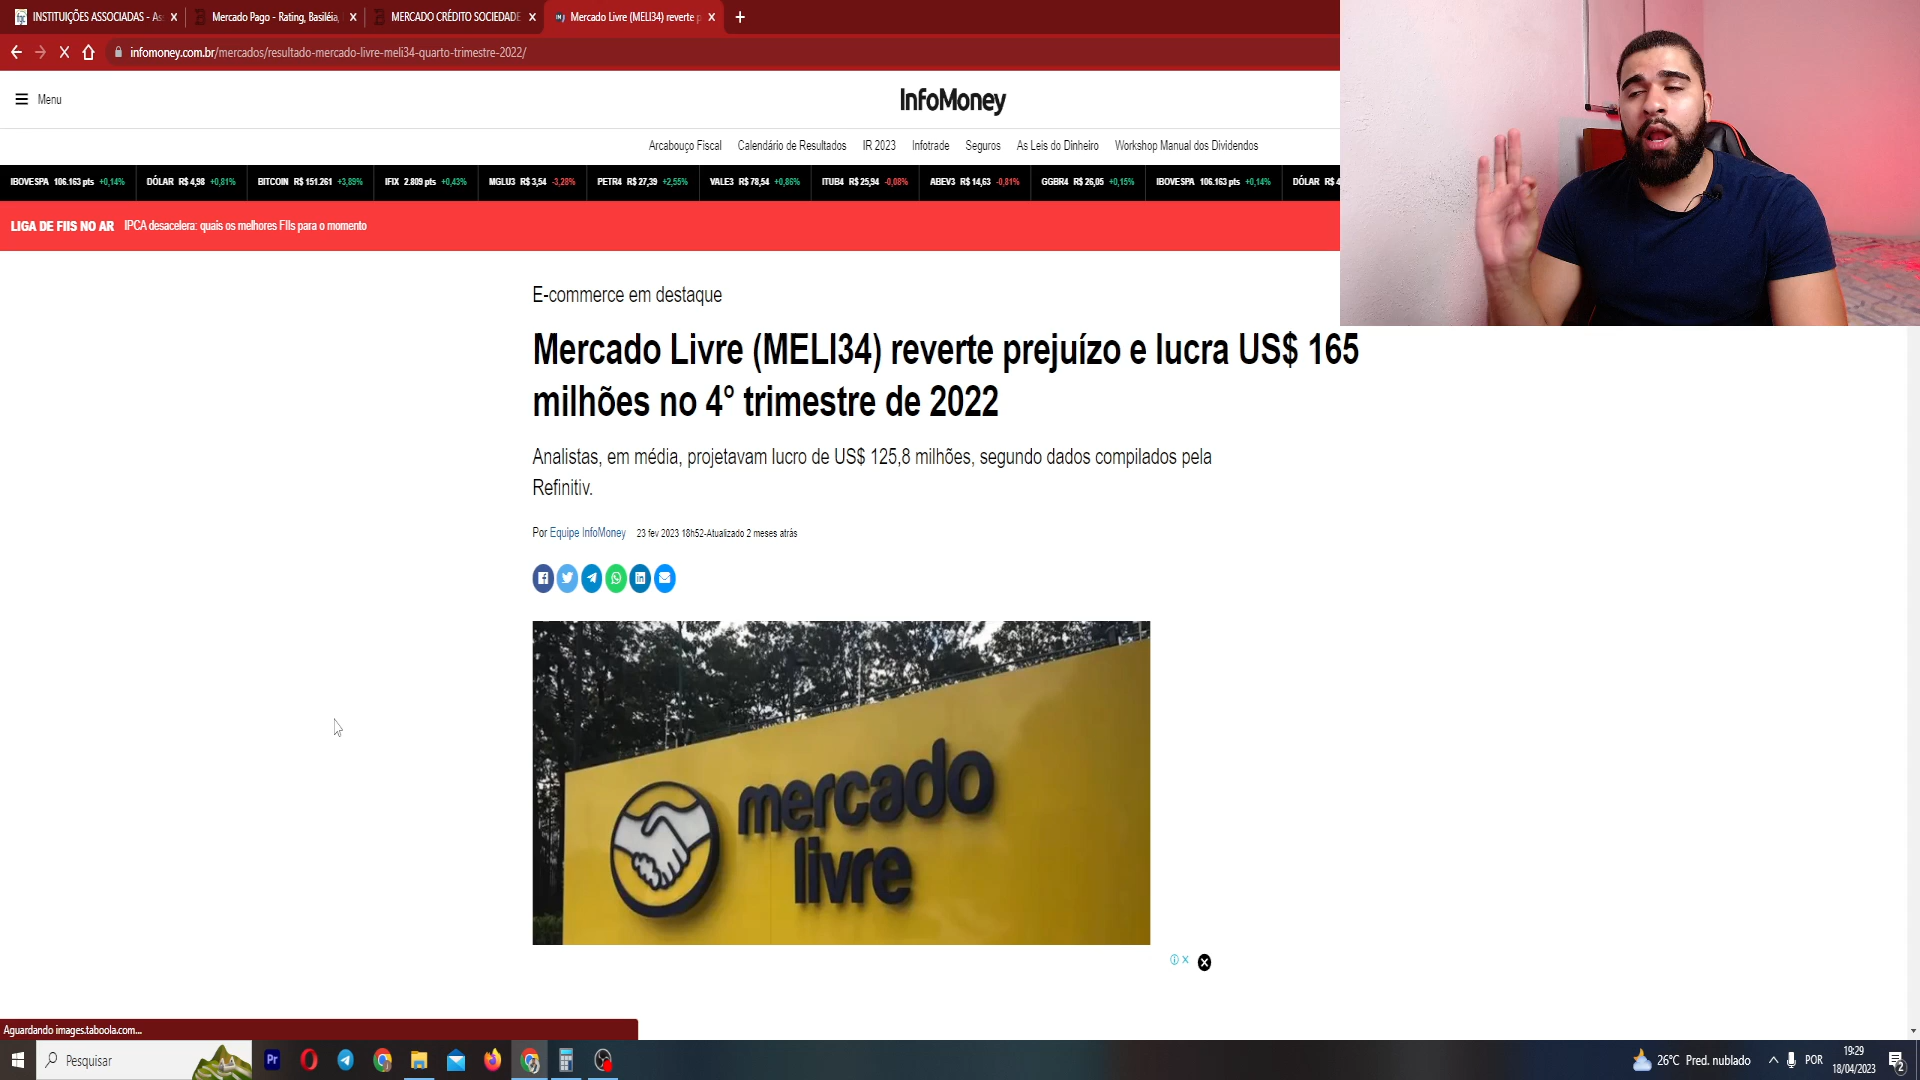 INSTITUIÇÕES ASSOCIADAS - As
Mercado Pago - Rating, Basiléia,
MERCADO CRÉDITO SOCIEDADE
Mercado Livre (MELI34) reverte p
infomoney.com.br/mercados/resultado-mercado-livre-meli34-quarto-trimestre-2022/
Menu
InfoMoney
Arcabouço Fiscal Calendário de Resultados IR 2023 Infotrade Seguros As Leis do Dinheiro Workshop Manual dos Dividendos
IBOVESPA 106.163 pts +0,14% DÓLAR R$ 4,98 +0,81% BITCOIN R$ 151.261 +3,89% IFIX 2.809 pts +0,43% MGLU3 R$ 3,54 -3,28% PETR4 R$ 27,39 +2,55% VALE3 R$ 78,54 +0,86% ITUB4 R$ 25,94 -0,08% ABEV3 R$ 14,63 -0,81% GGBR4 R$ 26,05 +0,15% IBOVESPA 106.163 pts +0,14% DÓLAR R$ 4
LIGA DE FIIS NO AR IPCA desacelera: quais os melhores FIIs para o momento
E-commerce em destaque
Mercado Livre (MELI34) reverte prejuízo e lucra US$ 165
milhões no 4° trimestre de 2022
Analistas, em média, projetavam lucro de US$ 125,8 milhões, segundo dados compilados pela
Refinitiv.
Por Equipe InfoMoney 23 fev 2023 18h52-Atualizado 2 meses atrás
mercado
livre
Aguardando images.taboola.com...
Pesquisar
Pr
26°C Pred. nublado
POR
19:29
18/04/2023
2